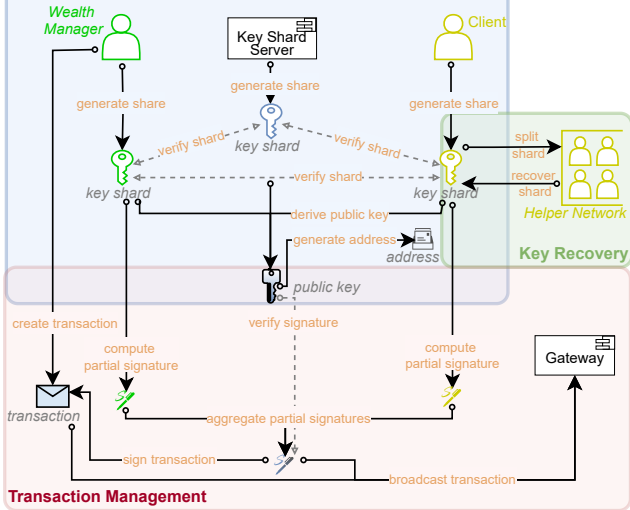 Wealth
Manager
Key Shard
Server
Client
generate share
generate share
generate share
verify shard
verify shard
key shard
verify shard
key shard
key shard
split
shard
recover
shard
Helper Network
derive public key
generate address
address
Key Recovery
public key
create transaction
verify signature
compute
partial signature
compute
partial signature
Gateway
transaction
aggregate partial signatures
sign transaction
broadcast transaction
Transaction Management